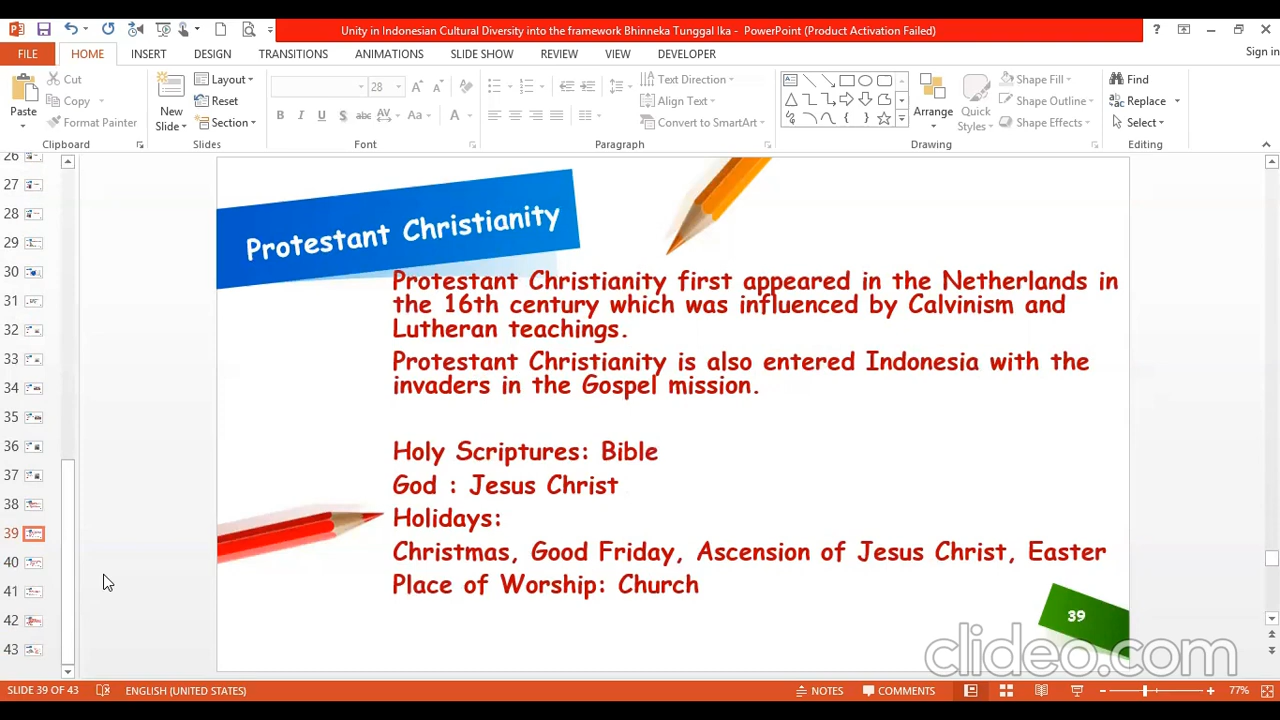 Unity in Indonesian Cultural Diversity into the framework Bhinneka Tunggal Ika - PowerPoint (Product Activation Failed)
FILE HOME INSERT DESIGN TRANSITIONS ANIMATIONS SLIDE SHOW REVIEW VIEW DEVELOPER Sign in
Cut
Copy
Format Painter
Paste
Clipboard
New Slide
Layout
Reset
Section
Slides
28
B I U S abc AV Aa A
Font
Text Direction
Align Text
Convert to SmartArt
Paragraph
Arrange
Quick Styles
Shape Fill
Shape Outline
Shape Effects
Drawing
Find
Replace
Select
Editing
26
27
28
29
30
31
32
33
34
35
36
37
38
39
40
41
42
43
Protestant Christianity
Protestant Christianity first appeared in the Netherlands in
the 16th century which was influenced by Calvinism and
Lutheran teachings.
Protestant Christianity is also entered Indonesia with the
invaders in the Gospel mission.
Holy Scriptures: Bible
God : Jesus Christ
Holidays:
Christmas, Good Friday, Ascension of Jesus Christ, Easter
Place of Worship: Church
39
clideo.com
SLIDE 39 OF 43 ENGLISH (UNITED STATES) NOTES COMMENTS 77%